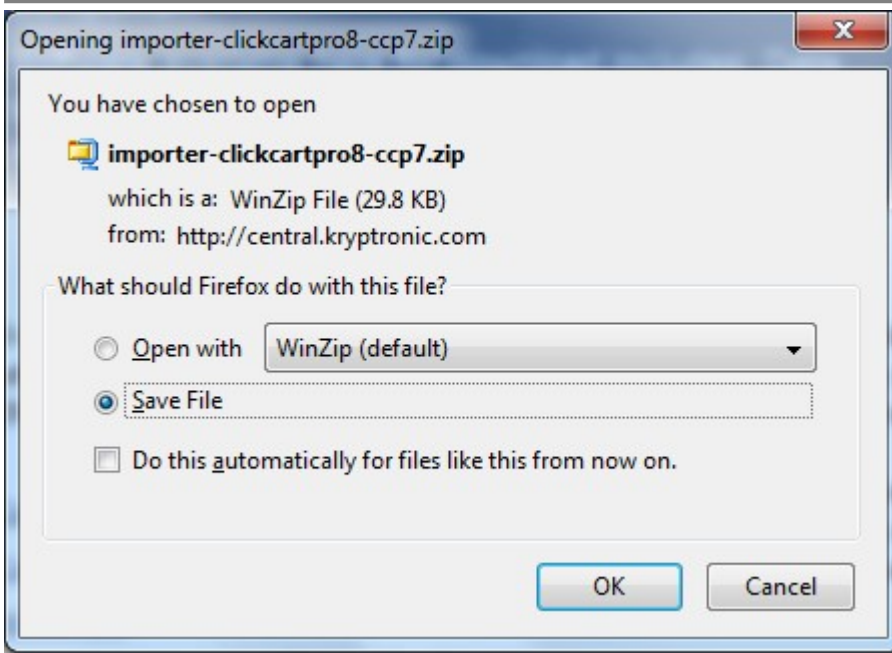 Opening importer-clickcartpro8-ccp7.zip
You have chosen to open
importer-clickcartpro8-ccp7.zip
which is a: WinZip File (29.8 KB)
from: http://central.kryptronic.com
What should Firefox do with this file?
Open with WinZip (default)
Save File
Do this automatically for files like this from now on.
OK Cancel